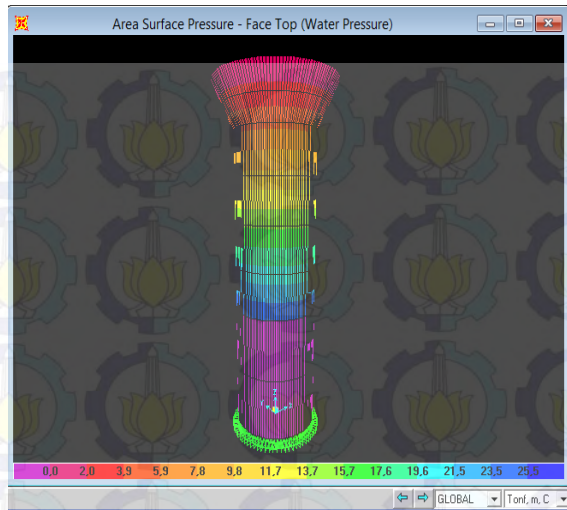 Area Surface Pressure - Face Top (Water Pressure)
0,0 2,0 3,9 5,9 7,8 9,8 11,7 13,7 15,7 17,6 19,6 21,5 23,5 25,5
GLOBAL Tonf, m, C